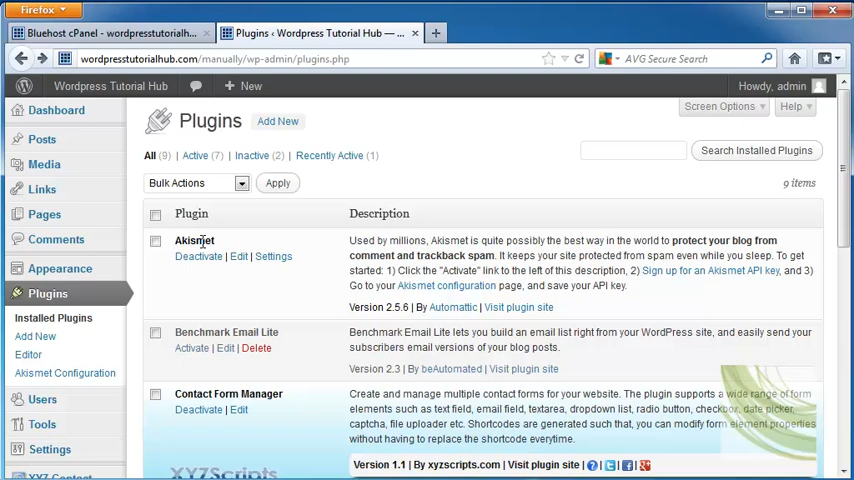 Firefox
Bluehost cPanel - wordpresstutorialh...
Plugins ‹ Wordpress Tutorial Hub — ...
wordpresstutorialhub.com/manually/wp-admin/plugins.php
AVG Secure Search
Wordpress Tutorial Hub
+ New
Howdy, admin
Dashboard
Posts
Media
Links
Pages
Comments
Appearance
Plugins
Installed Plugins
Add New
Editor
Akismet Configuration
Users
Tools
Settings
XYZ Contact
Screen Options
Help
Plugins Add New
All (9) | Active (7) | Inactive (2) | Recently Active (1)
Search Installed Plugins
Bulk Actions
Apply
9 items
Plugin
Description
Akismet
Deactivate | Edit | Settings
Used by millions, Akismet is quite possibly the best way in the world to protect your blog from
comment and trackback spam. It keeps your site protected from spam even while you sleep. To get
started: 1) Click the "Activate" link to the left of this description, 2) Sign up for an Akismet API key, and 3)
Go to your Akismet configuration page, and save your API key.
Version 2.5.6 | By Automattic | Visit plugin site
Benchmark Email Lite
Activate | Edit | Delete
Benchmark Email Lite lets you build an email list right from your WordPress site, and easily send your
subscribers email versions of your blog posts.
Version 2.3 | By beAutomated | Visit plugin site
Contact Form Manager
Deactivate | Edit
Create and manage multiple contact forms for your website. The plugin supports a wide range of form
elements such as text field, email field, textarea, dropdown list, radio button, checkbox, date picker,
captcha, file uploader etc. Shortcodes are generated such that, you can modify form element properties
without having to replace the shortcode everytime.
XYZScripts
Version 1.1 | By xyzscripts.com | Visit plugin site